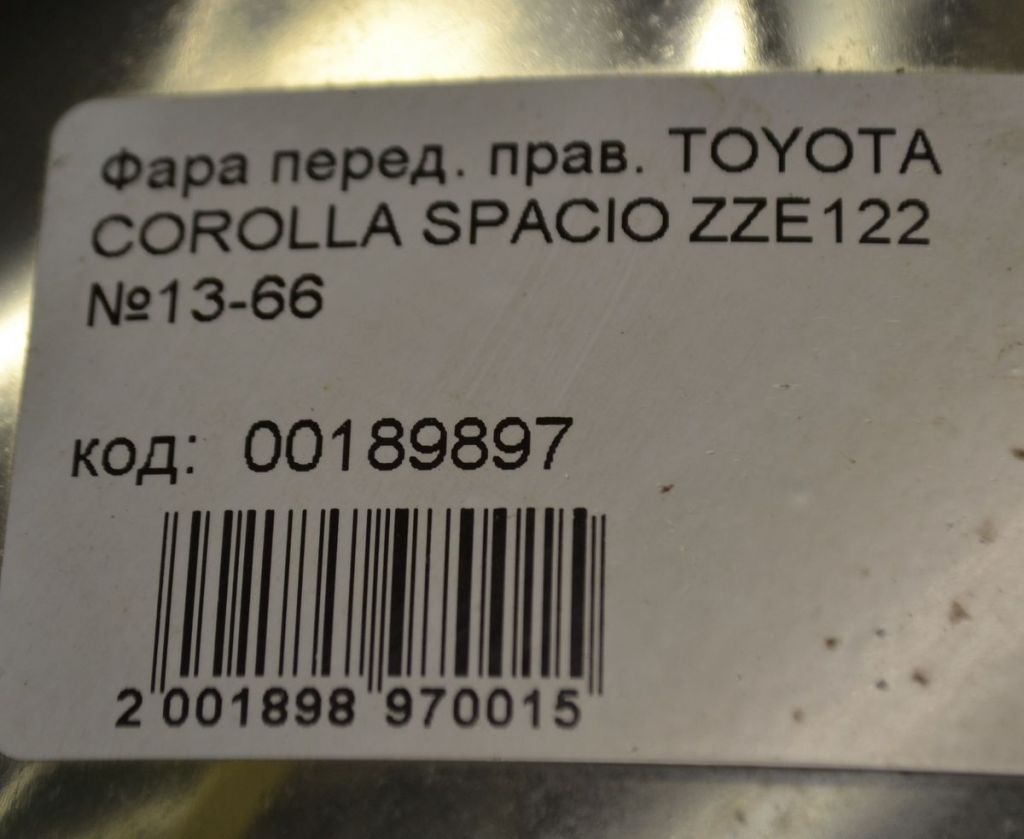 Фара перед. прав. TOYOTA
COROLLA SPACIO ZZE122
№13-66
код: 00189897
2 001898 970015